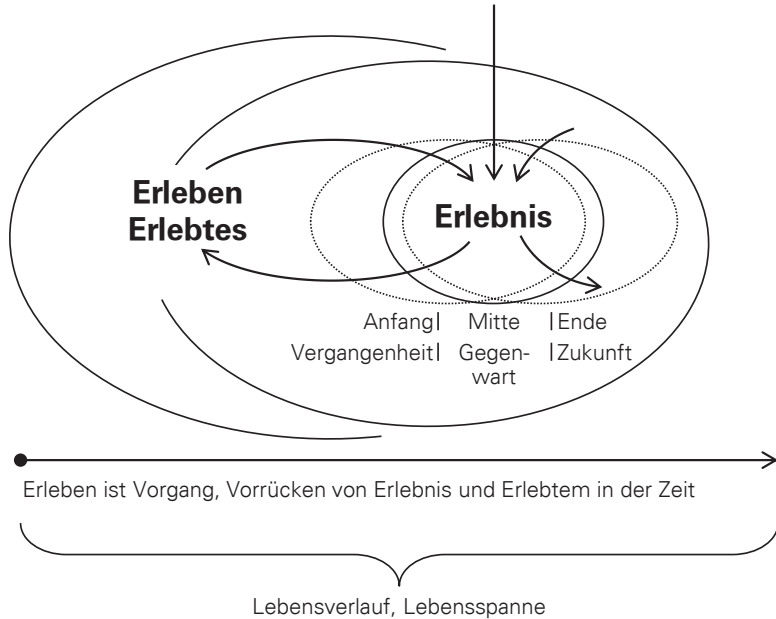 Erleben
Erlebtes
Erlebnis
Anfang| Mitte |Ende
Vergangenheit| Gegen- |Zukunft
wart
Erleben ist Vorgang, Vorrücken von Erlebnis und Erlebtem in der Zeit
Lebensverlauf, Lebensspanne